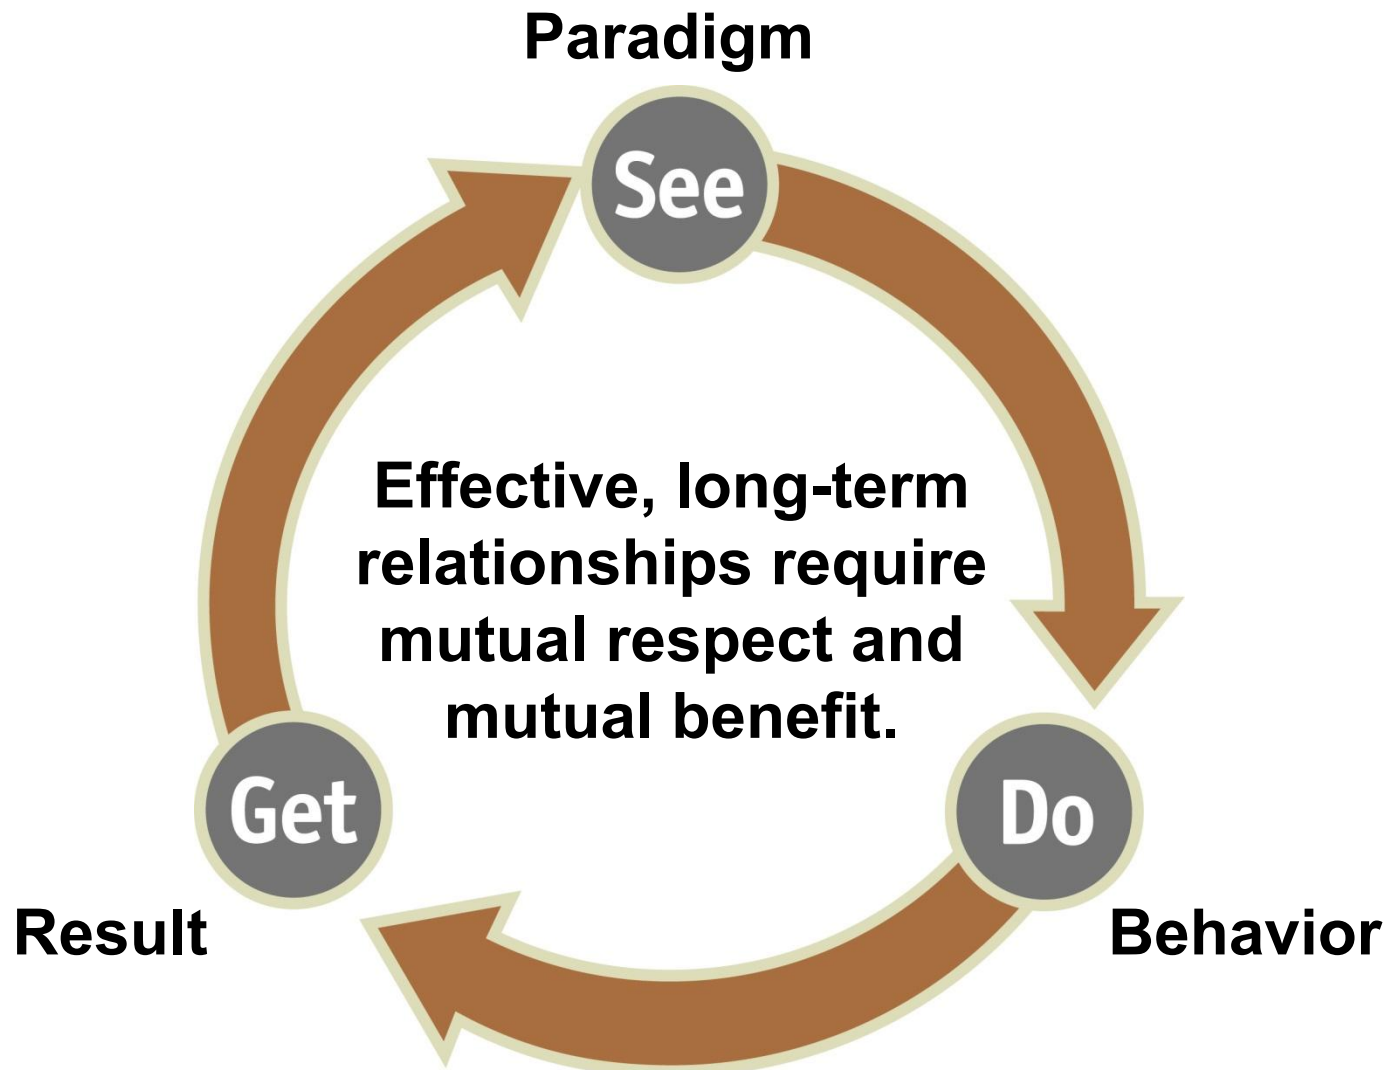 Paradigm
See
Effective, long-term
relationships require
mutual respect and
mutual benefit.
Get
Do
Result
Behavior